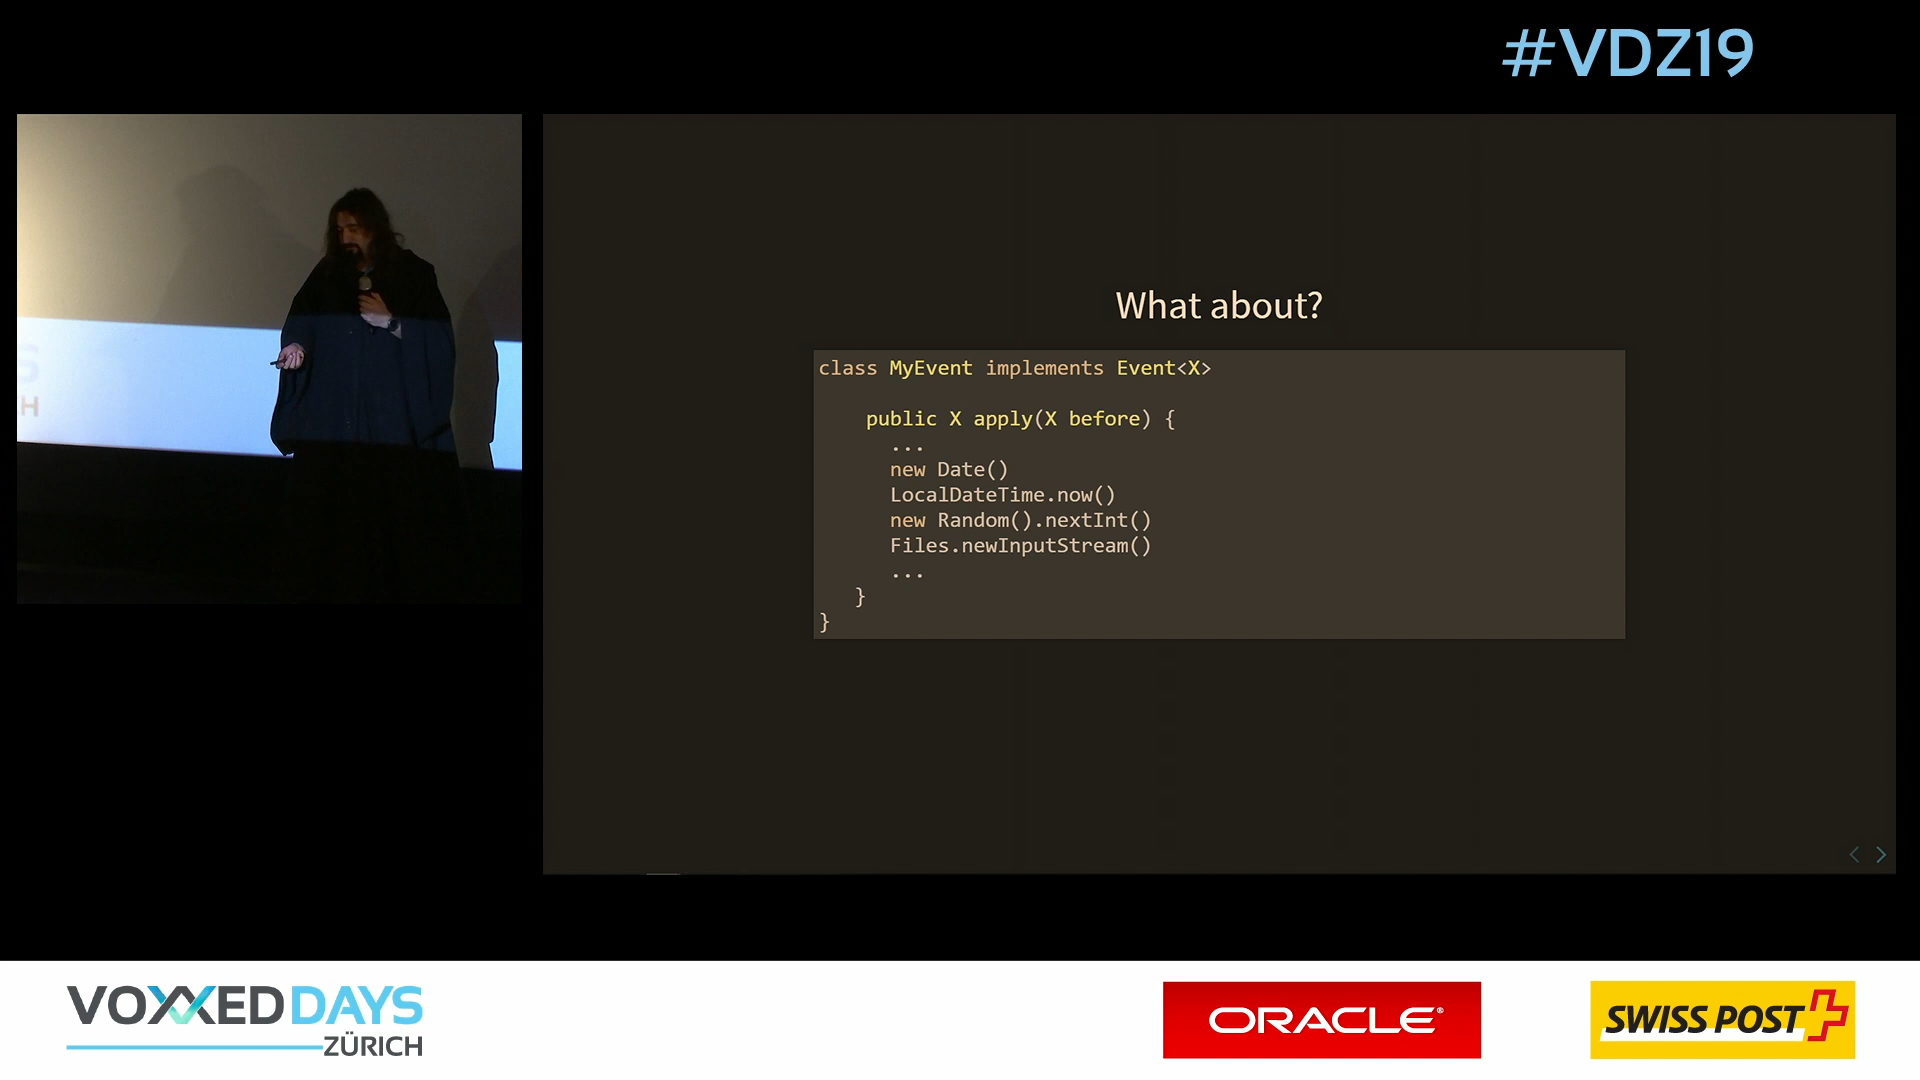 #VDZ19
S
H
What about?
class MyEvent implements Event<X>
public X apply(X before) {
...
new Date()
LocalDateTime.now()
new Random().nextInt()
Files.newInputStream()
...
}
}
VOXXED DAYS
ZÜRICH
ORACLE®
SWISS POST